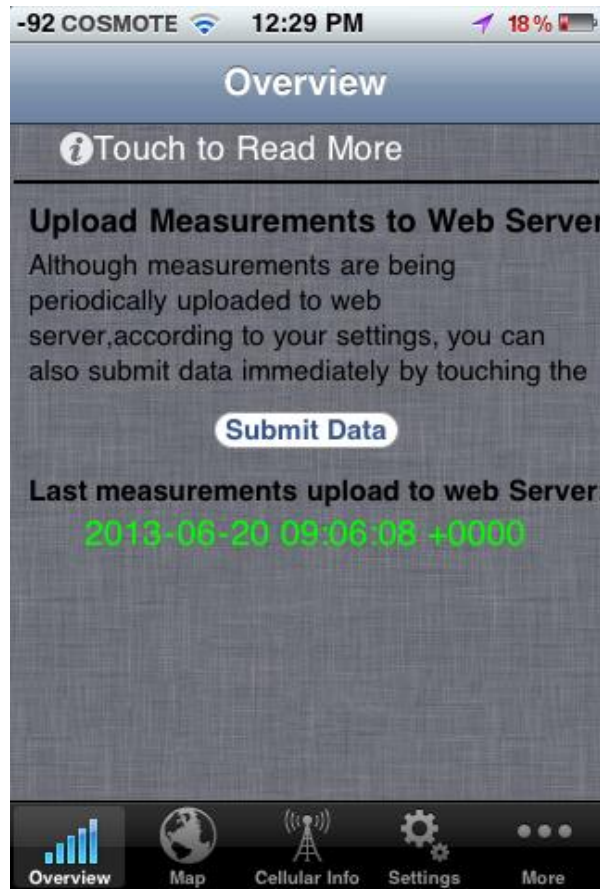 -92 COSMOTE 12:29 PM 18%
Overview
Touch to Read More
Upload Measurements to Web Server
Although measurements are being
periodically uploaded to web
server,according to your settings, you can
also submit data immediately by touching the
Submit Data
Last measurements upload to web Server
2013-06-20 09:06:08 +0000
Overview Map Cellular Info Settings More